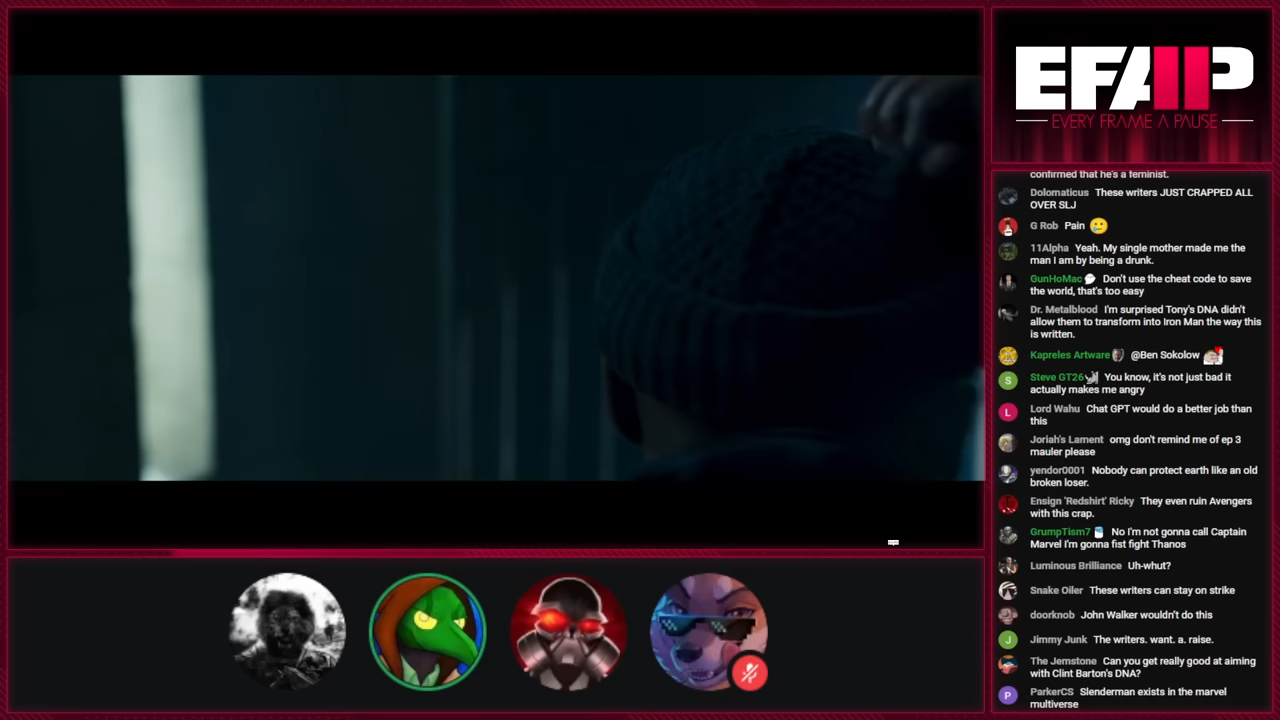 EFAP
EVERY FRAME A PAUSE
confirmed that he's a feminist.
Dolomaticus These writers JUST CRAPPED ALL
OVER SLJ
G Rob Pain
11Alpha Yeah. My single mother made me the
man I am by being a drunk.
GunHoMac Don't use the cheat code to save
the world, that's too easy
Dr. Metalblood I'm surprised Tony's DNA didn't
allow them to transform into Iron Man the way this
is written.
Kapreles Artware @Ben Sokolow
Steve GT26 You know, it's not just bad it
actually makes me angry
Lord Wahu Chat GPT would do a better job than
this
Joriah's Lament omg don't remind me of ep 3
mauler please
yendor0001 Nobody can protect earth like an old
broken loser.
Ensign 'Redshirt' Ricky They even ruin Avengers
with this crap.
GrumpTism7 No I'm not gonna call Captain
Marvel I'm gonna fist fight Thanos
Luminous Brilliance Uh-whut?
Snake Oiler These writers can stay on strike
doorknob John Walker wouldn't do this
Jimmy Junk The writers. want. a. raise.
The Jemstone Can you get really good at aiming
with Clint Barton's DNA?
ParkerCS Slenderman exists in the marvel
multiverse
S
L
J
P